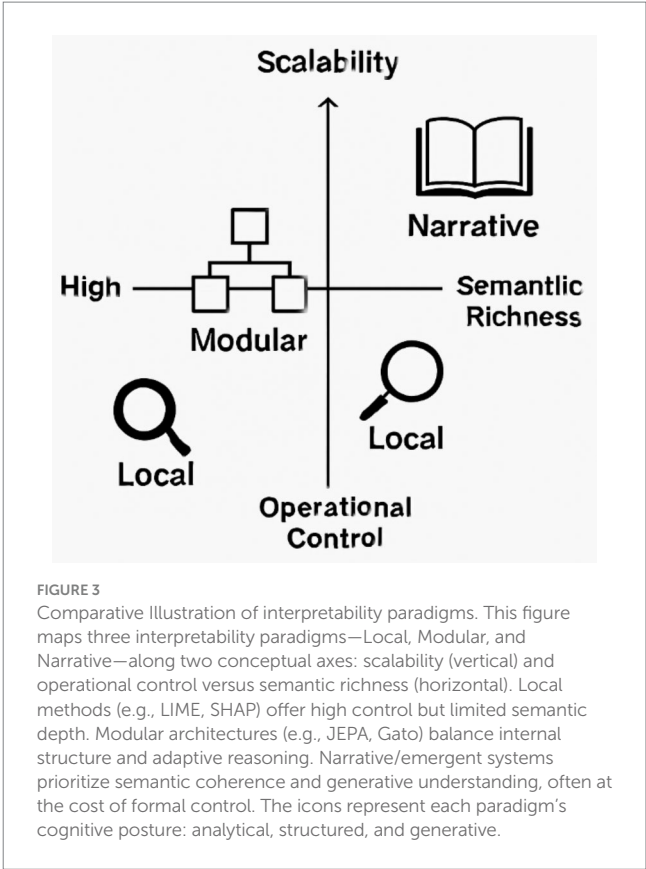 Scalability
Narrative
High
Semantlic
Richness
Modular
Local
Local
Operational
Control
FIGURE 3
Comparative Illustration of interpretability paradigms. This figure
maps three interpretability paradigms—Local, Modular, and
Narrative—along two conceptual axes: scalability (vertical) and
operational control versus semantic richness (horizontal). Local
methods (e.g., LIME, SHAP) offer high control but limited semantic
depth. Modular architectures (e.g., JEPA, Gato) balance internal
structure and adaptive reasoning. Narrative/emergent systems
prioritize semantic coherence and generative understanding, often at
the cost of formal control. The icons represent each paradigm’s
cognitive posture: analytical, structured, and generative.